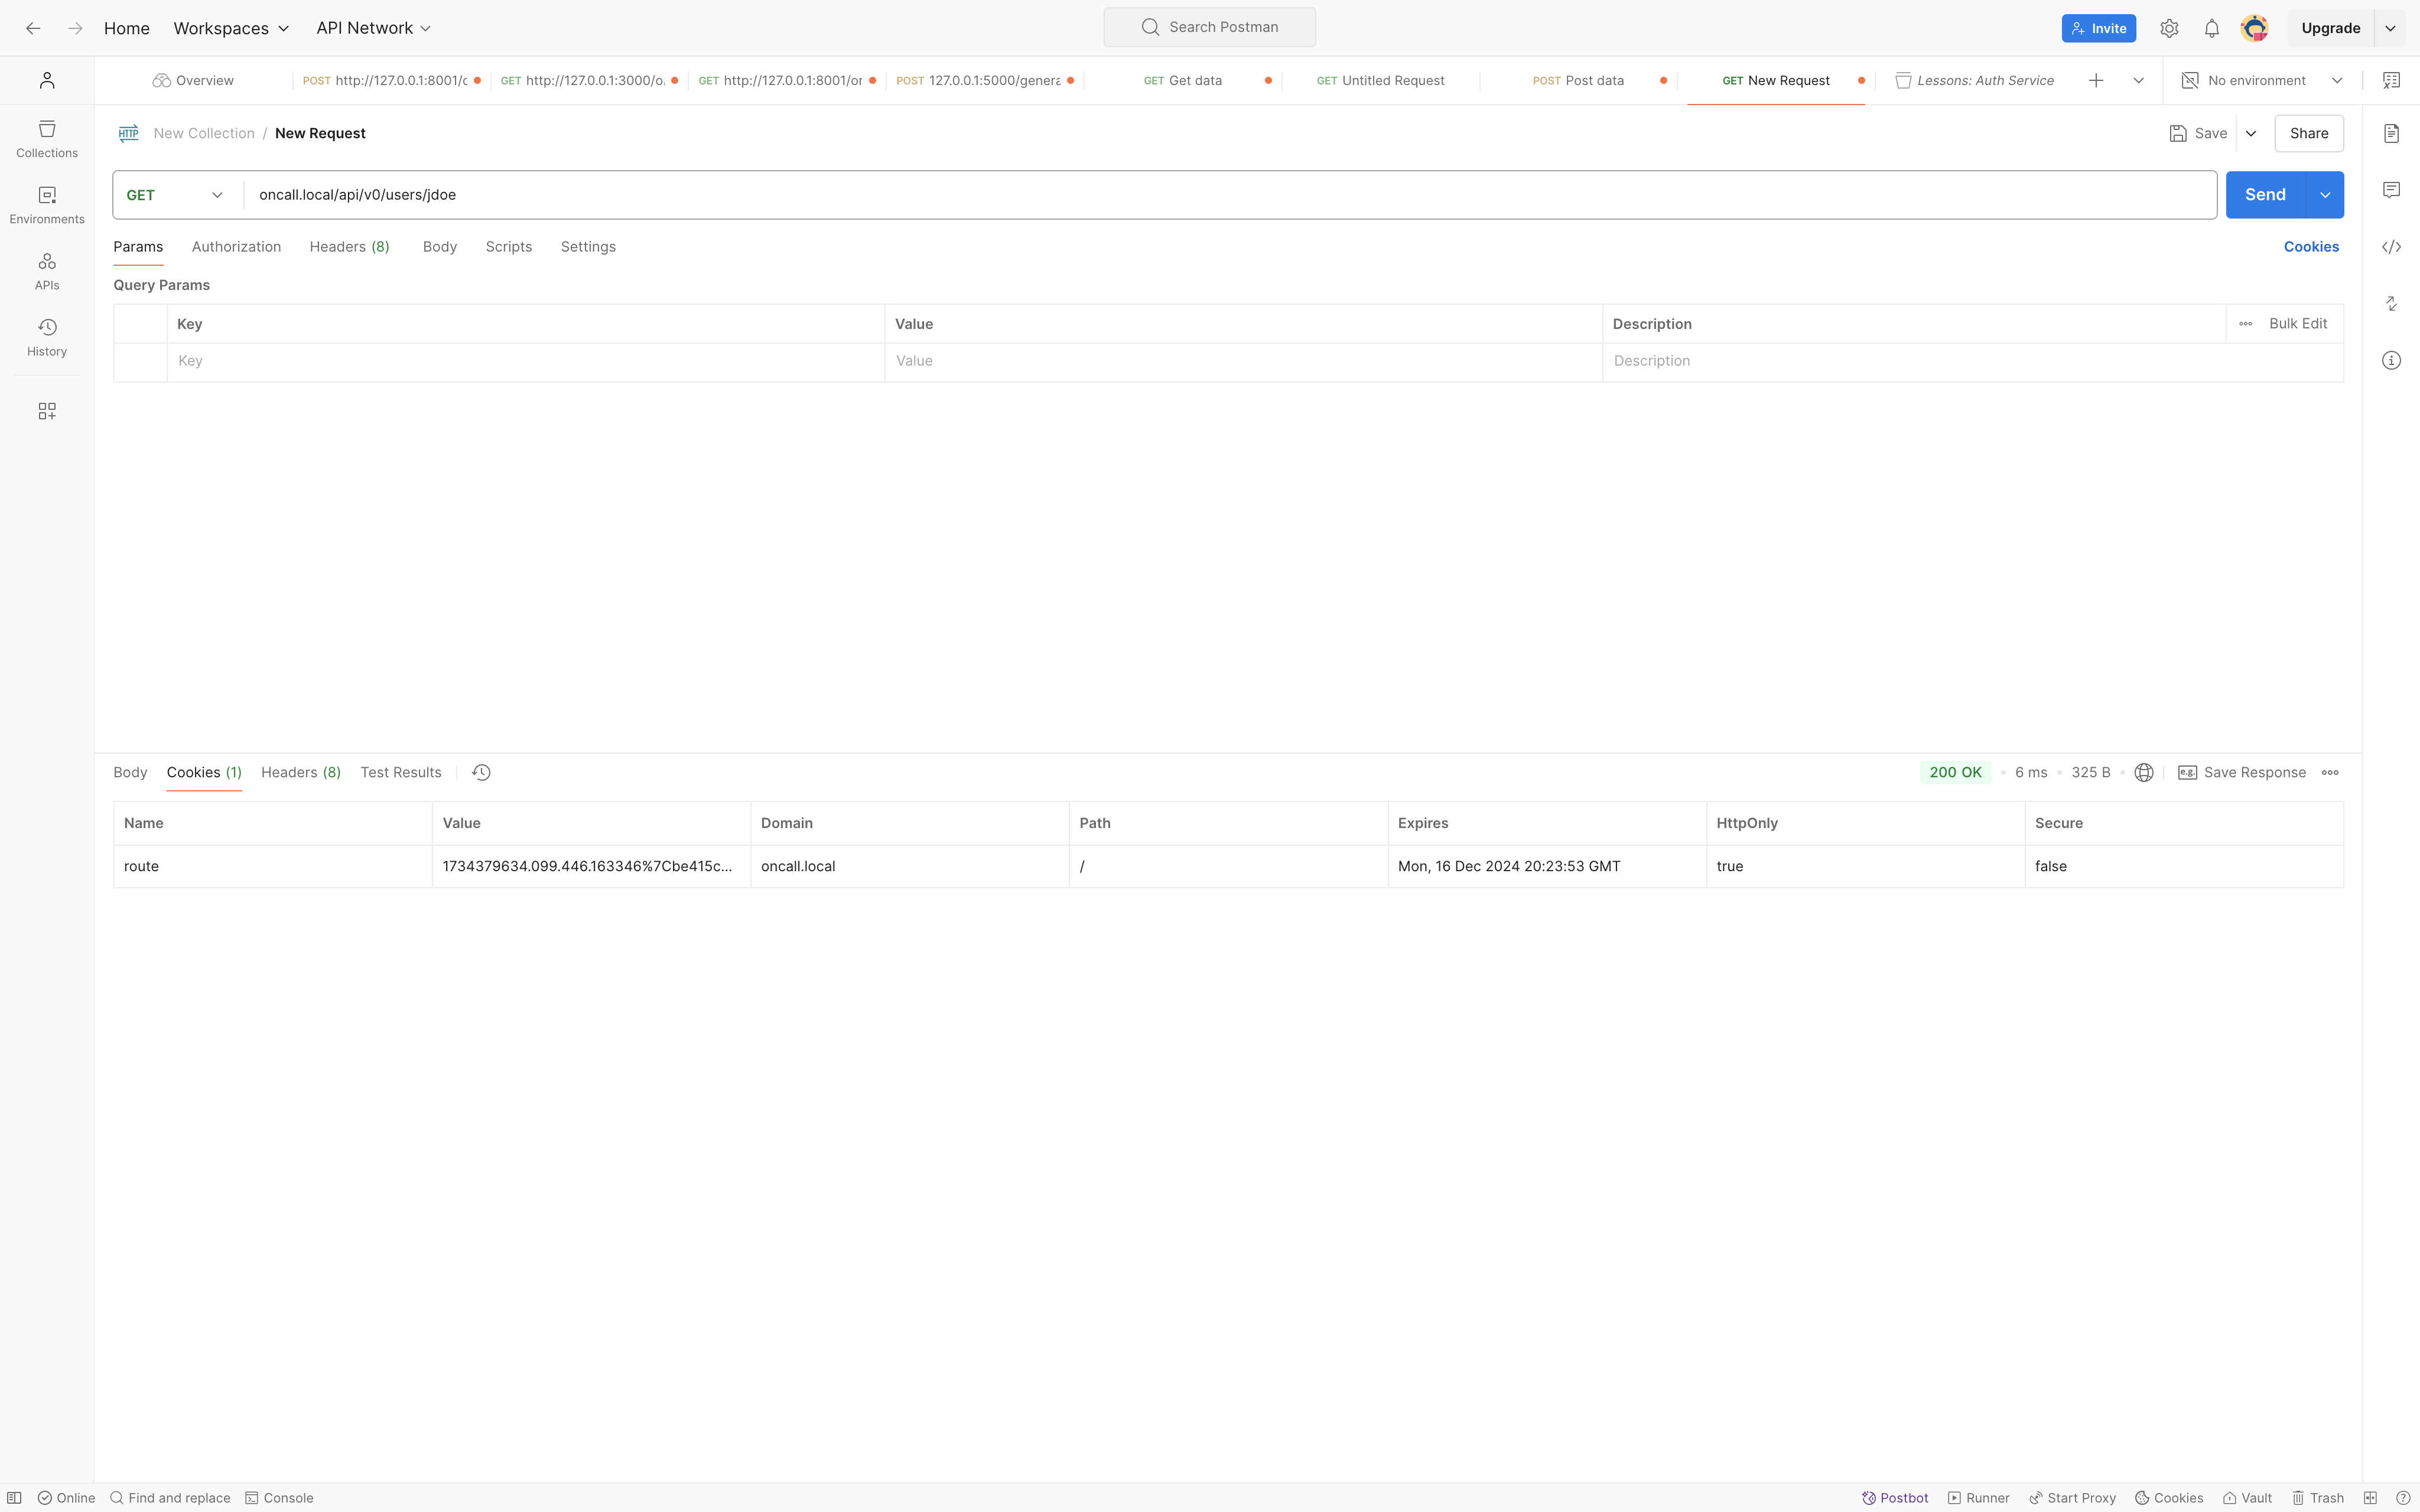 Home Workspaces API Network Search Postman Invite Upgrade
Overview POST http://127.0.0.1:8001/c GET http://127.0.0.1:3000/o. GET http://127.0.0.1:8001/or POST 127.0.0.1:5000/genera GET Get data GET Untitled Request POST Post data GET New Request Lessons: Auth Service No environment
HTTP New Collection / New Request Save Share
Collections
GET oncall.local/api/v0/users/jdoe Send
Environments
Params Authorization Headers (8) Body Scripts Settings Cookies
APIs
Query Params
Key Value Description Bulk Edit
History
Key Value Description
Body Cookies (1) Headers (8) Test Results 200 OK 6 ms 325 B e.g. Save Response
Name Value Domain Path Expires HttpOnly Secure
route 1734379634.099.446.163346%7Cbe415c... oncall.local / Mon, 16 Dec 2024 20:23:53 GMT true false
Online Find and replace Console Postbot Runner Start Proxy Cookies Vault Trash